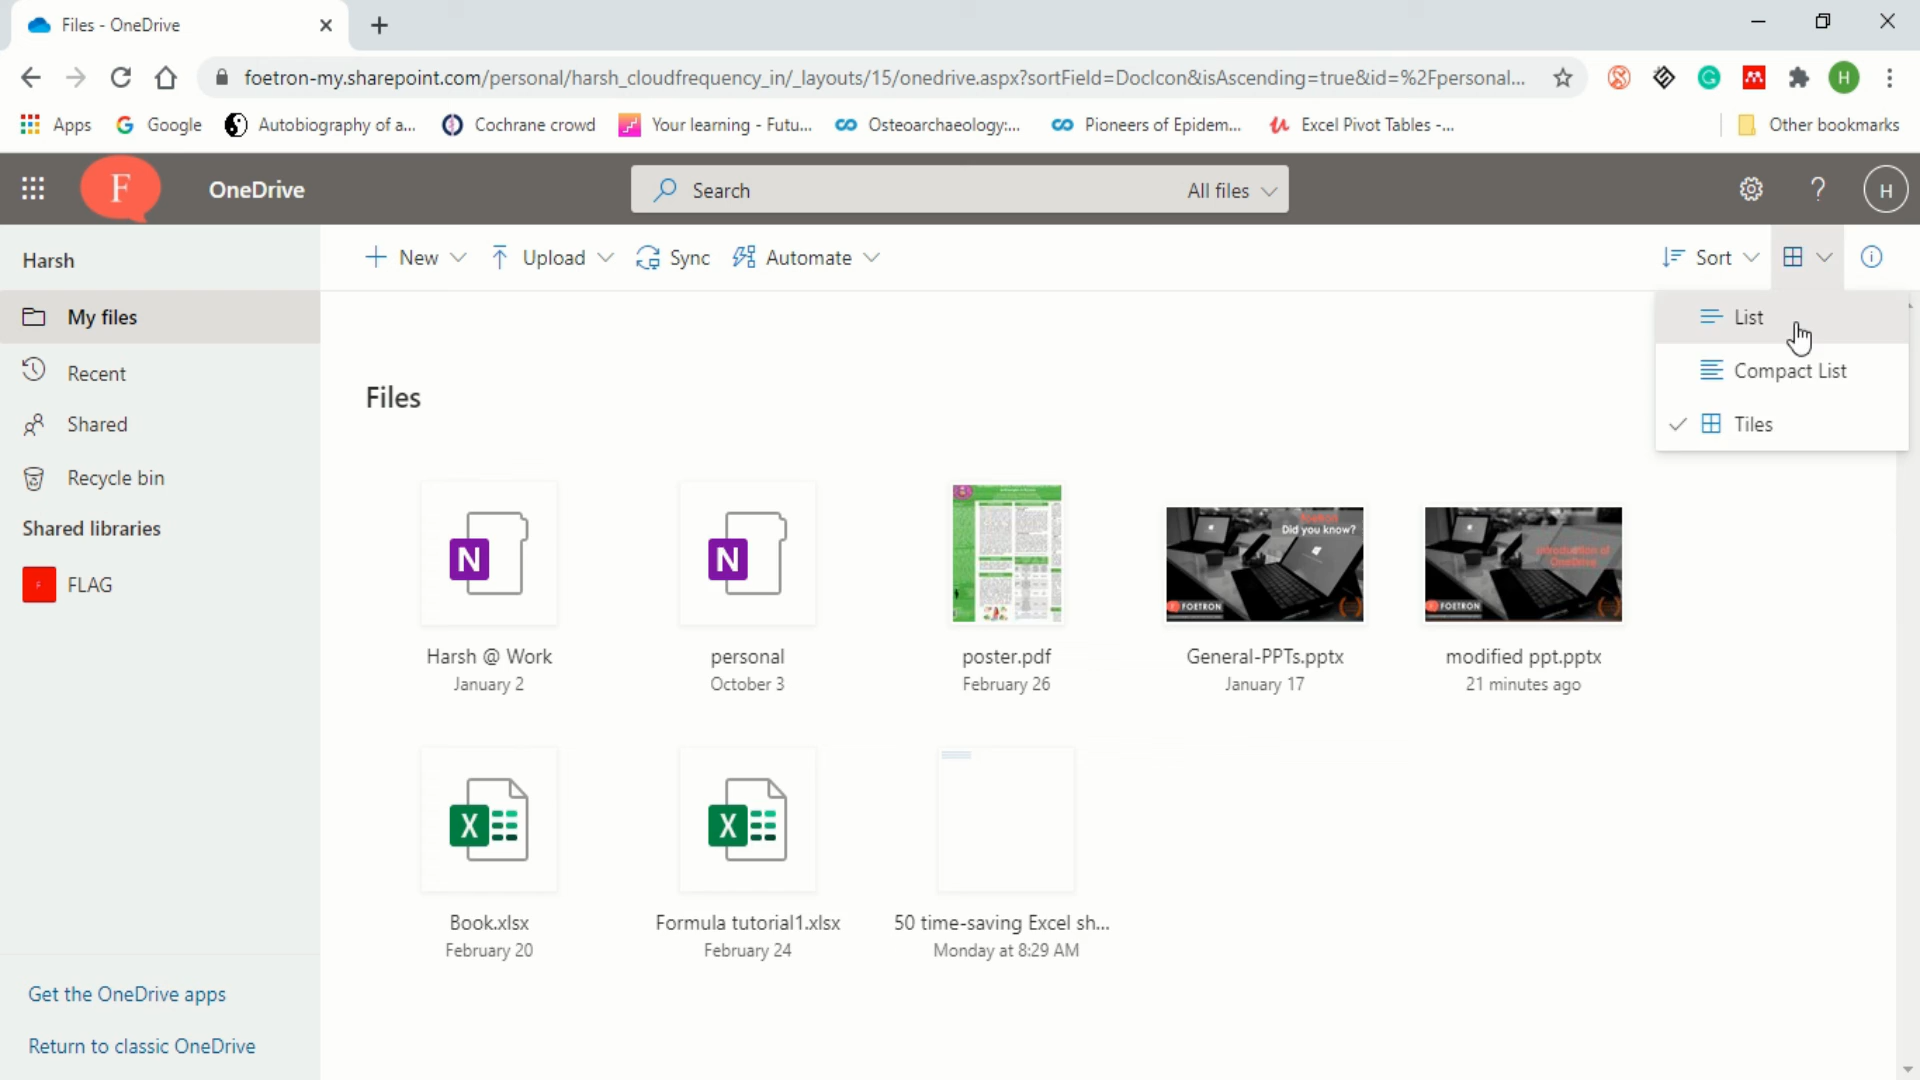 Files - OneDrive
foetron-my.sharepoint.com/personal/harsh_cloudfrequency_in/_layouts/15/onedrive.aspx?sortField=DocIcon&isAscending=true&id=%2Fpersonal...
H
Apps
Google
Autobiography of a...
Cochrane crowd
Your learning - Futu...
Osteoarchaeology:...
Pioneers of Epidem...
Excel Pivot Tables -...
Other bookmarks
F
OneDrive
Search
All files
?
H
Harsh
New
Upload
Sync
Automate
Sort
My files
Recent
Shared
Recycle bin
Shared libraries
F FLAG
List
Compact List
Tiles
Files
N
N
Foetron
Did you know?
FOETRON
Introduction of
OneDrive
FOETRON
Harsh @ Work
January 2
personal
October 3
poster.pdf
February 26
General-PPTs.pptx
January 17
modified ppt.pptx
21 minutes ago
X
X
Book.xlsx
February 20
Formula tutorial1.xlsx
February 24
50 time-saving Excel sh...
Monday at 8:29 AM
Get the OneDrive apps
Return to classic OneDrive